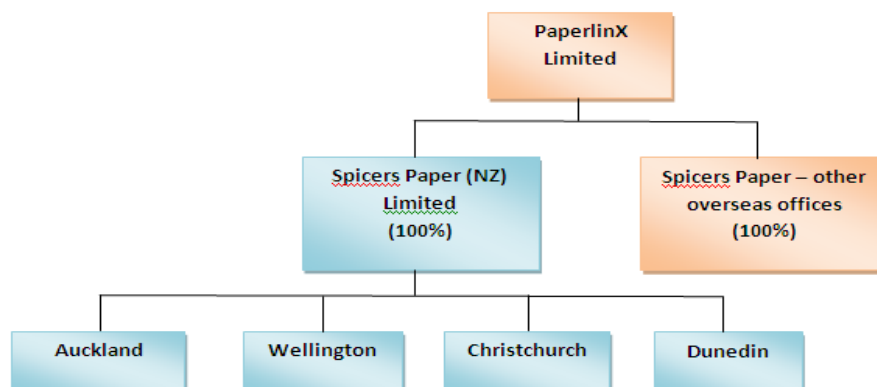 PaperlinX
Limited
Spicers Paper (NZ)
Limited
(100%)
Spicers Paper – other
overseas offices
(100%)
Auckland
Wellington
Christchurch
Dunedin